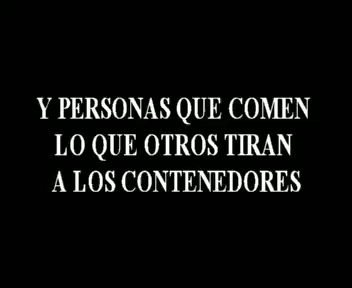 Y PERSONAS QUE COMEN
LO QUE OTROS TIRAN
A LOS CONTENEDORES